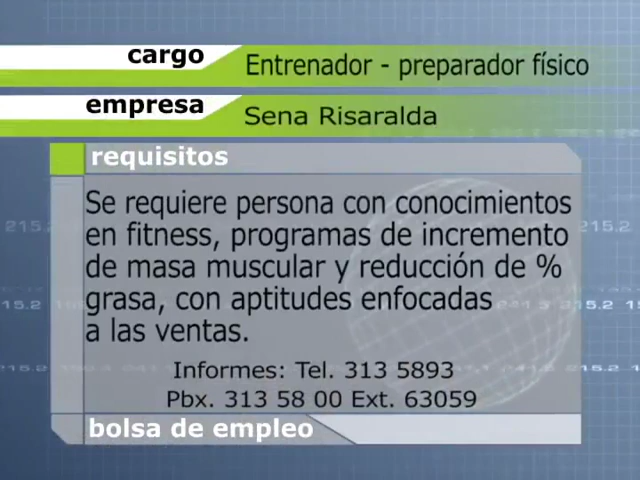 cargo Entrenador - preparador físico
empresa Sena Risaralda
requisitos
Se requiere persona con conocimientos
en fitness, programas de incremento
de masa muscular y reducción de %
grasa, con aptitudes enfocadas
a las ventas.
Informes: Tel. 313 5893
Pbx. 313 58 00 Ext. 63059
bolsa de empleo